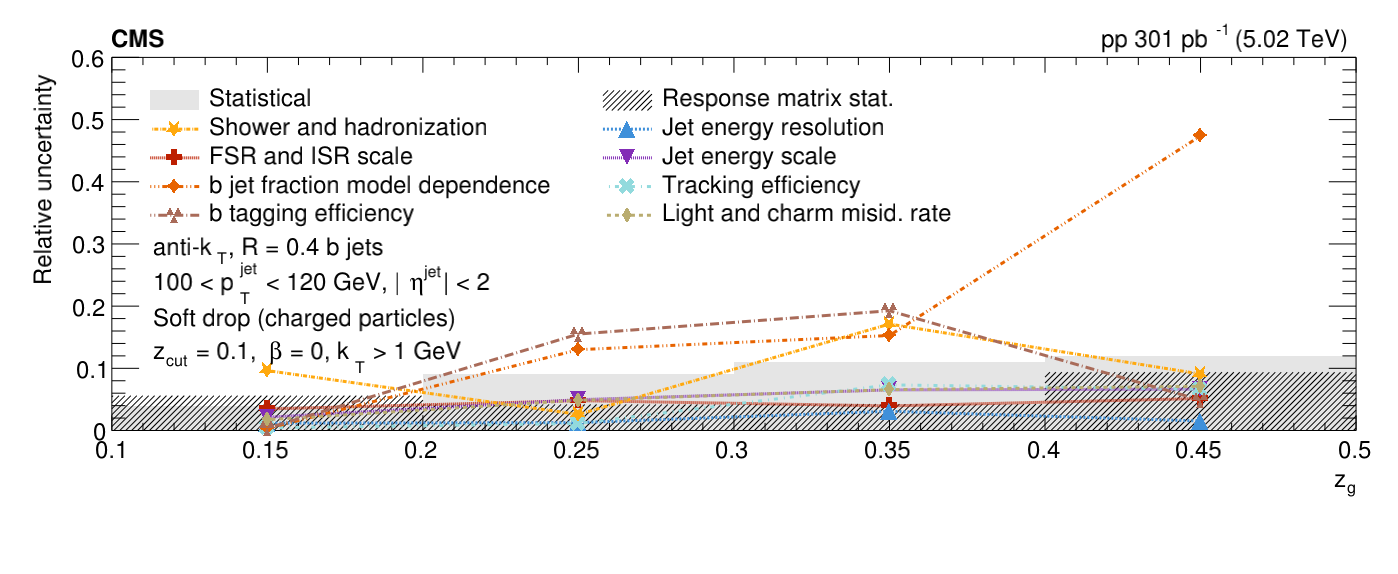 CMS
pp 301 pb -1 (5.02 TeV)
Relative uncertainty
0.6
0.5
0.4
0.3
0.2
0.1
0
Statistical
Shower and hadronization
FSR and ISR scale
b jet fraction model dependence
b tagging efficiency
Response matrix stat.
Jet energy resolution
Jet energy scale
Tracking efficiency
Light and charm misid. rate
anti-k T, R = 0.4 b jets
100 < p T jet < 120 GeV, | η jet | < 2
Soft drop (charged particles)
z cut = 0.1, β = 0, k T > 1 GeV
0.1 0.15 0.2 0.25 0.3 0.35 0.4 0.45 0.5
z g